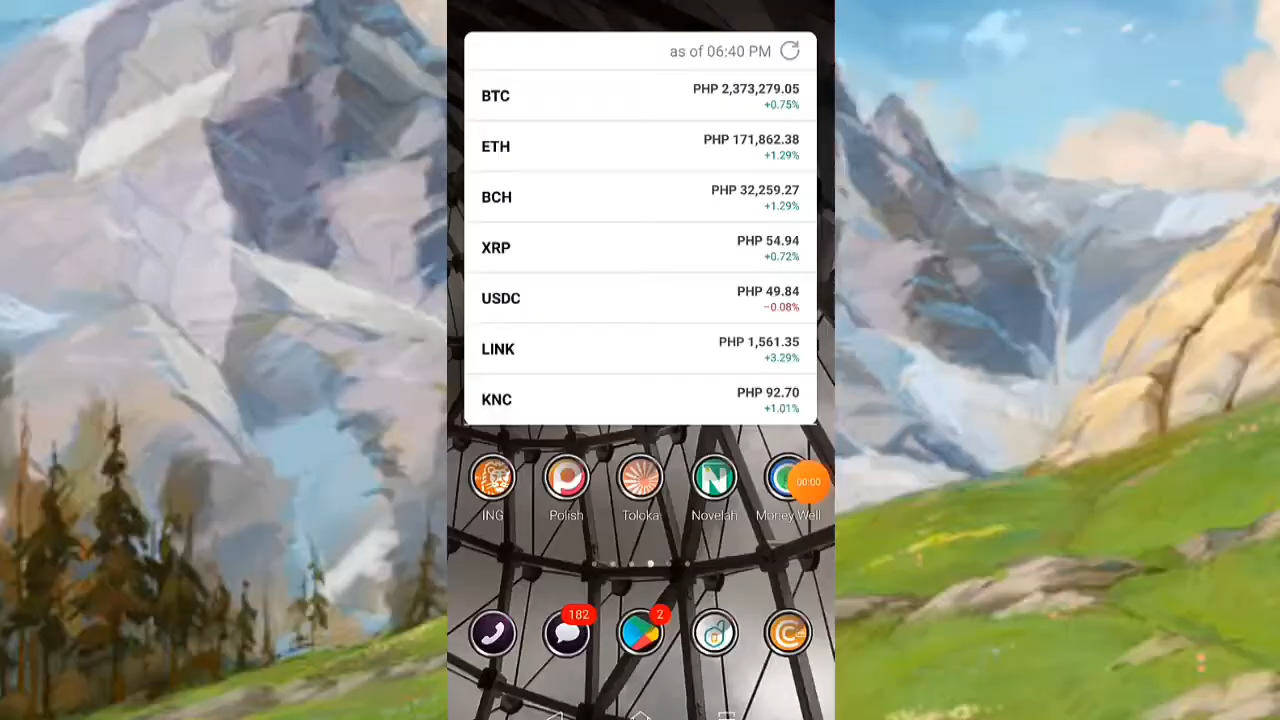 as of 06:40 PM
BTC PHP 2,373,279.05
+0.75%
ETH PHP 171,862.38
+1.29%
BCH PHP 32,259.27
+1.29%
XRP PHP 54.94
+0.72%
USDC PHP 49.84
−0.08%
LINK PHP 1,561.35
+3.29%
KNC PHP 92.70
+1.01%
00:00
ING Polish Toloka Novelah Money Well
182 2